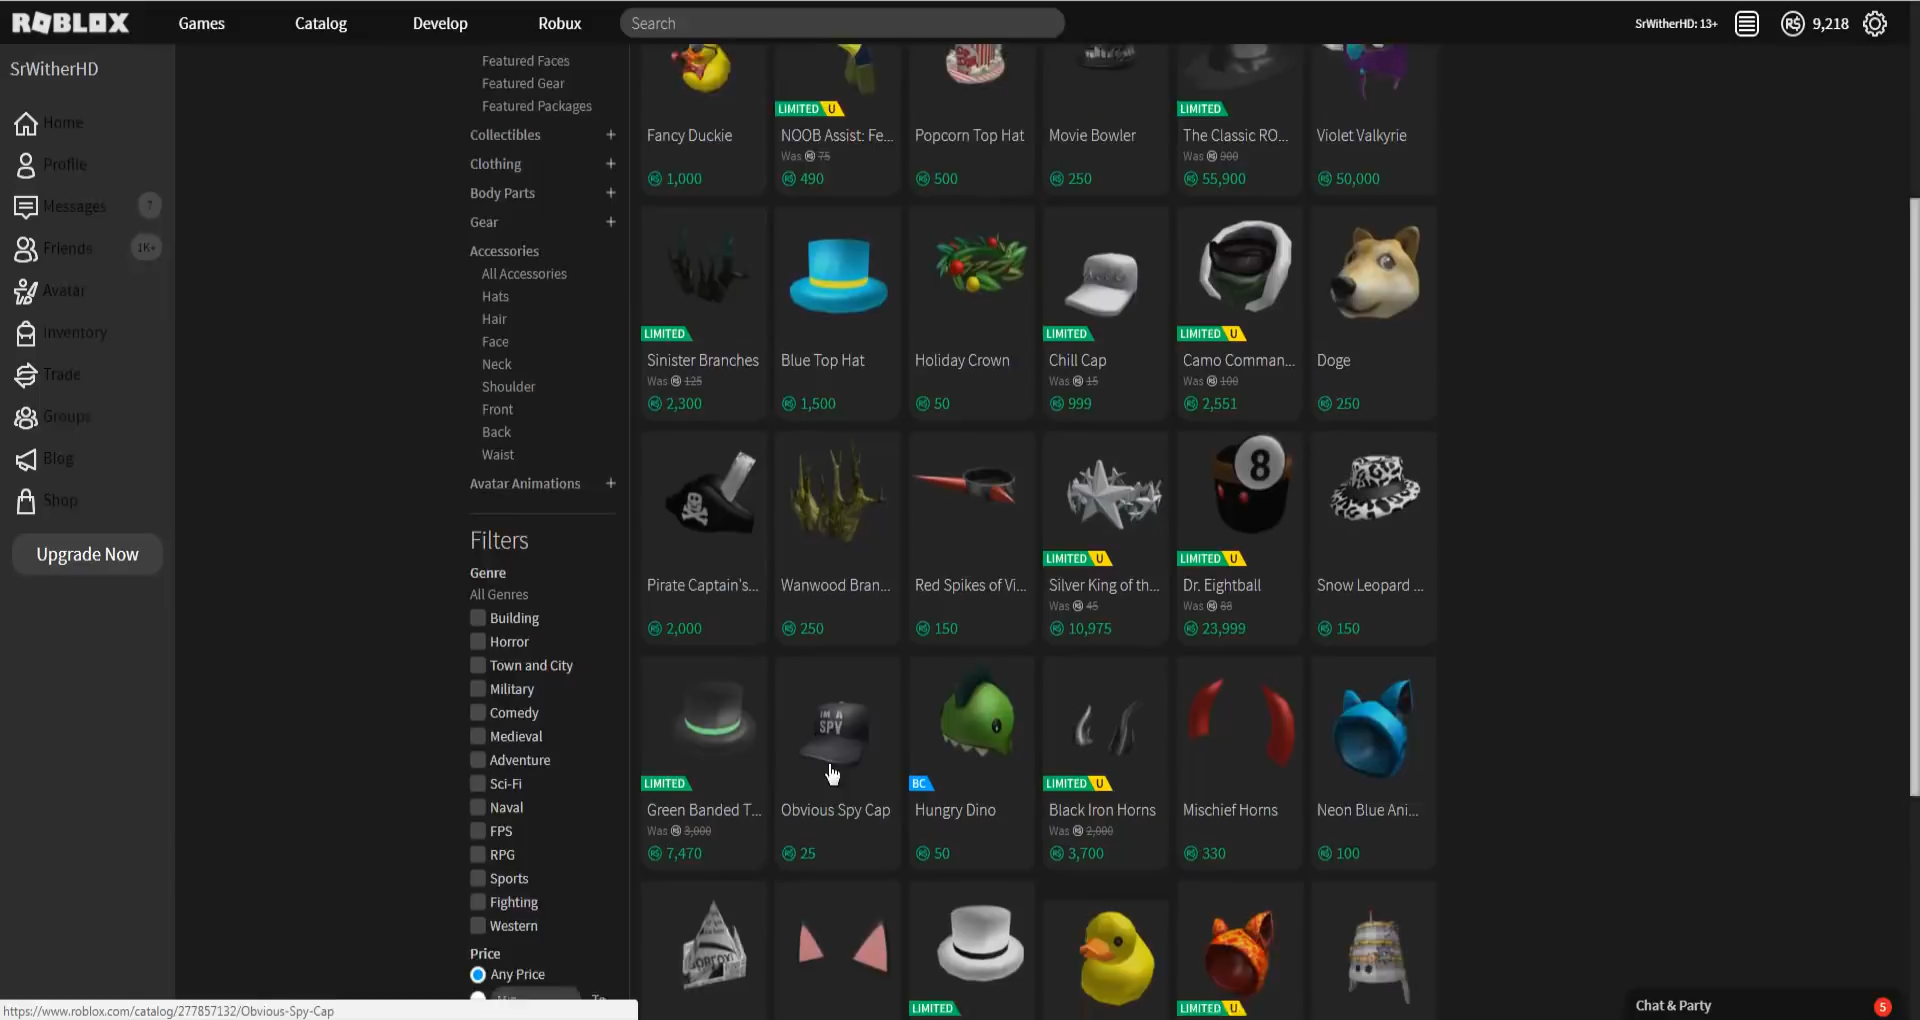 ROBLOX
Games
Catalog
Develop
Robux
Search
SrWitherHD: 13+
9,218
SrWitherHD
Home
Profile
Messages
?
Friends
1K+
Avatar
Inventory
Trade
Groups
Blog
Shop
Upgrade Now
Featured Faces
Featured Gear
Featured Packages
Collectibles +
Clothing +
Body Parts +
Gear +
Accessories
All Accessories
Hats
Hair
Face
Neck
Shoulder
Front
Back
Waist
Avatar Animations +
Filters
Genre
All Genres
Building
Horror
Town and City
Military
Comedy
Medieval
Adventure
Sci-Fi
Naval
FPS
RPG
Sports
Fighting
Western
Price
Any Price
To
Fancy Duckie
1,000
LIMITED U
NOOB Assist: Fe...
Was 75
490
Popcorn Top Hat
500
Movie Bowler
250
LIMITED
The Classic RO...
Was 900
55,900
Violet Valkyrie
50,000
LIMITED
Sinister Branches
Was 125
2,300
Blue Top Hat
1,500
Holiday Crown
50
LIMITED
Chill Cap
Was 15
999
LIMITED U
Camo Comman...
Was 100
2,551
Doge
250
Pirate Captain's...
2,000
Wanwood Bran...
250
Red Spikes of Vi...
150
LIMITED U
Silver King of th...
Was 45
10,975
8
LIMITED U
Dr. Eightball
Was 88
23,999
Snow Leopard ...
150
LIMITED
Green Banded T...
Was 3,000
7,470
IM A
SPY
Obvious Spy Cap
25
BC
Hungry Dino
50
LIMITED U
Black Iron Horns
Was 2,000
3,700
Mischief Horns
330
Neon Blue Ani...
100
LIMITED
LIMITED U
https://www.roblox.com/catalog/277857132/Obvious-Spy-Cap
Chat & Party
5